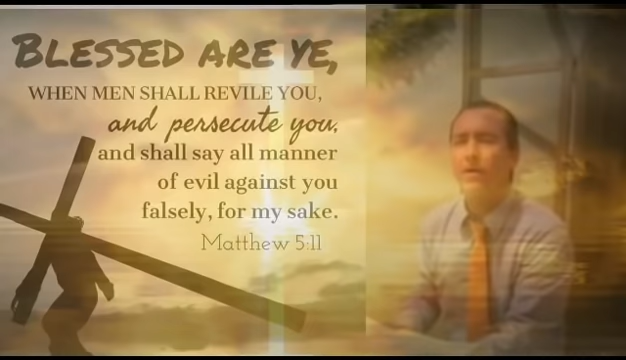 BLESSED ARE YE,
WHEN MEN SHALL REVILE YOU,
and persecute you,
and shall say all manner
of evil against you
falsely, for my sake.
Matthew 5:11